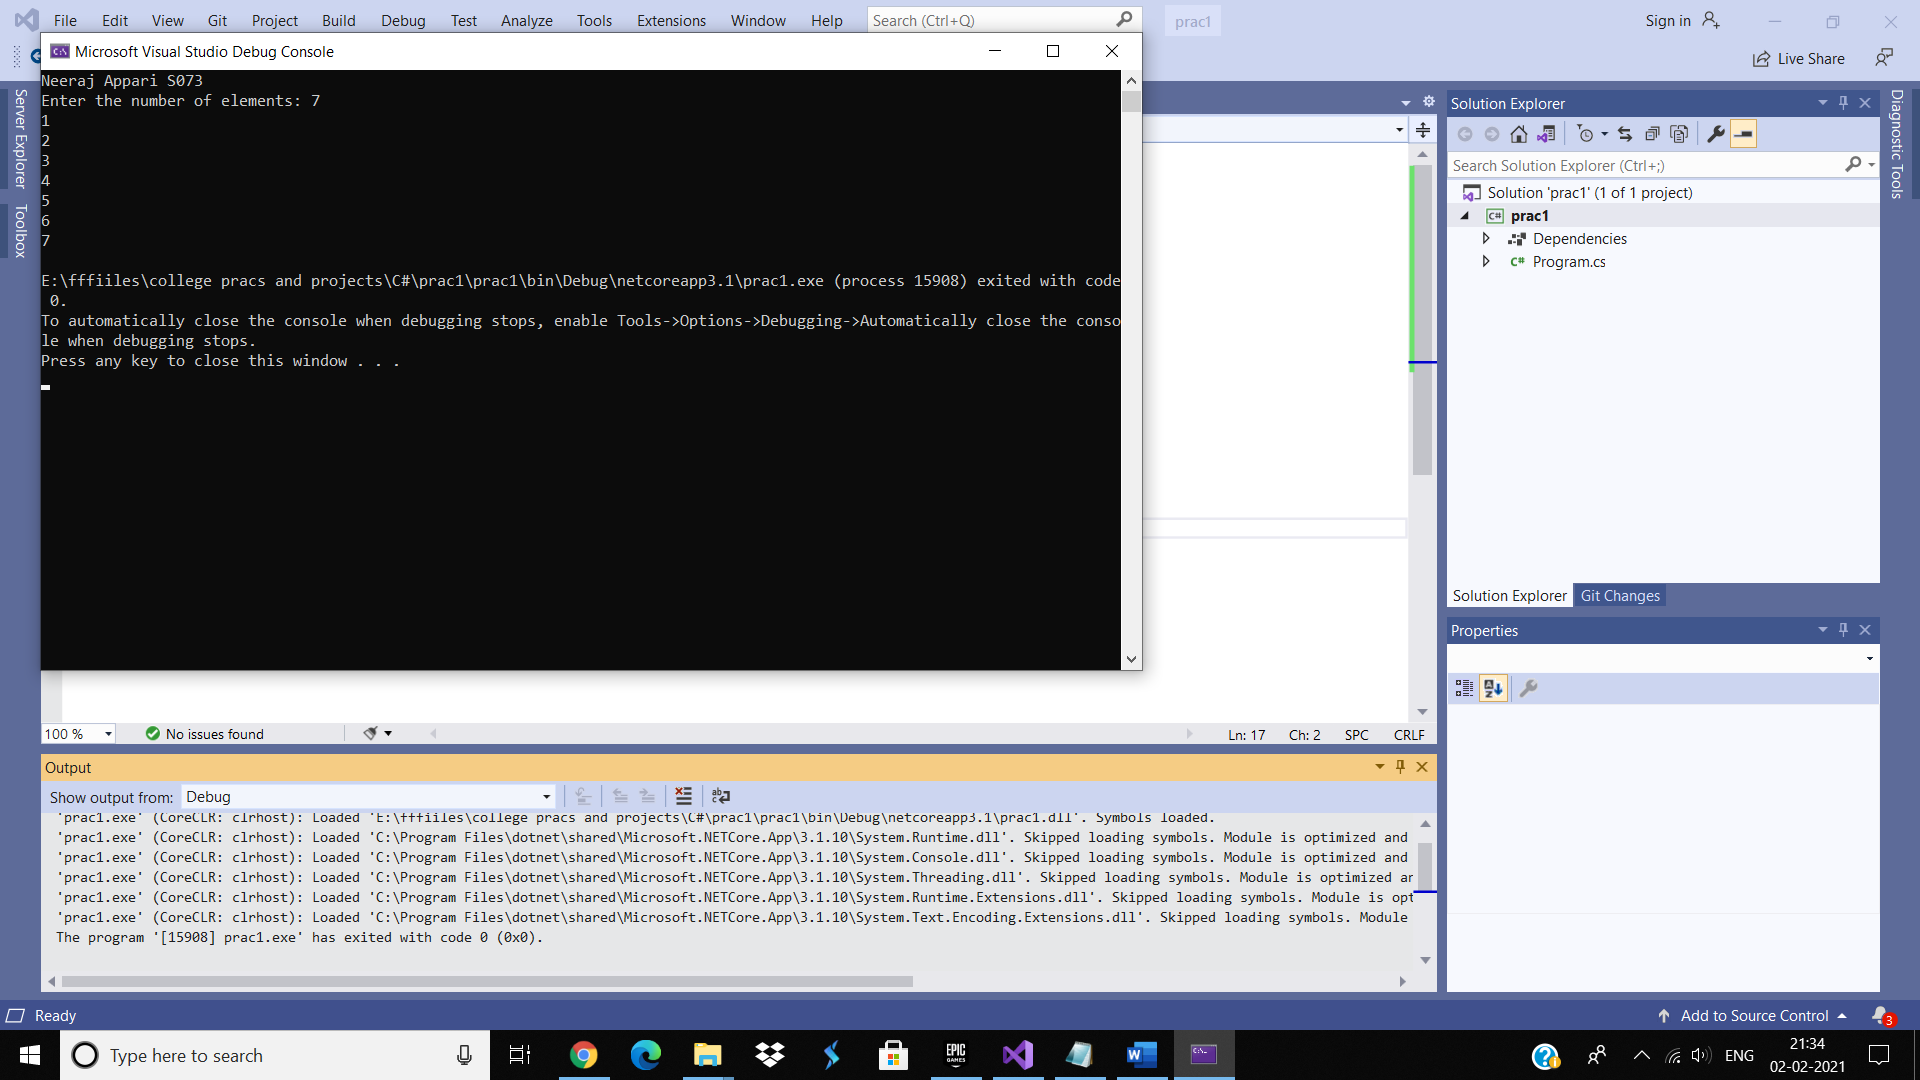 File Edit View Git Project Build Debug Test Analyze Tools Extensions Window Help Search (Ctrl+Q) prac1 Sign in
Live Share
Microsoft Visual Studio Debug Console
Neeraj Appari S073
Enter the number of elements: 7
1
2
3
4
5
6
7
E:\fffiiles\college pracs and projects\C#\prac1\prac1\bin\Debug\netcoreapp3.1\prac1.exe (process 15908) exited with code
0.
To automatically close the console when debugging stops, enable Tools->Options->Debugging->Automatically close the conso
le when debugging stops.
Press any key to close this window . . .
Server Explorer
Toolbox
Solution Explorer
Search Solution Explorer (Ctrl+;)
Solution 'prac1' (1 of 1 project)
C# prac1
Dependencies
C# Program.cs
Solution Explorer Git Changes
Properties
Diagnostic Tools
100 % No issues found Ln: 17 Ch: 2 SPC CRLF
Output
Show output from: Debug
'prac1.exe' (CoreCLR: clrhost): Loaded 'E:\fffiiles\college pracs and projects\C#\prac1\prac1\bin\Debug\netcoreapp3.1\prac1.dll'. Symbols loaded.
'prac1.exe' (CoreCLR: clrhost): Loaded 'C:\Program Files\dotnet\shared\Microsoft.NETCore.App\3.1.10\System.Runtime.dll'. Skipped loading symbols. Module is optimized and
'prac1.exe' (CoreCLR: clrhost): Loaded 'C:\Program Files\dotnet\shared\Microsoft.NETCore.App\3.1.10\System.Console.dll'. Skipped loading symbols. Module is optimized and
'prac1.exe' (CoreCLR: clrhost): Loaded 'C:\Program Files\dotnet\shared\Microsoft.NETCore.App\3.1.10\System.Threading.dll'. Skipped loading symbols. Module is optimized ar
'prac1.exe' (CoreCLR: clrhost): Loaded 'C:\Program Files\dotnet\shared\Microsoft.NETCore.App\3.1.10\System.Runtime.Extensions.dll'. Skipped loading symbols. Module is opt
'prac1.exe' (CoreCLR: clrhost): Loaded 'C:\Program Files\dotnet\shared\Microsoft.NETCore.App\3.1.10\System.Text.Encoding.Extensions.dll'. Skipped loading symbols. Module
The program '[15908] prac1.exe' has exited with code 0 (0x0).
Ready Add to Source Control 3
Type here to search EPIC GAMES ENG
21:34
02-02-2021